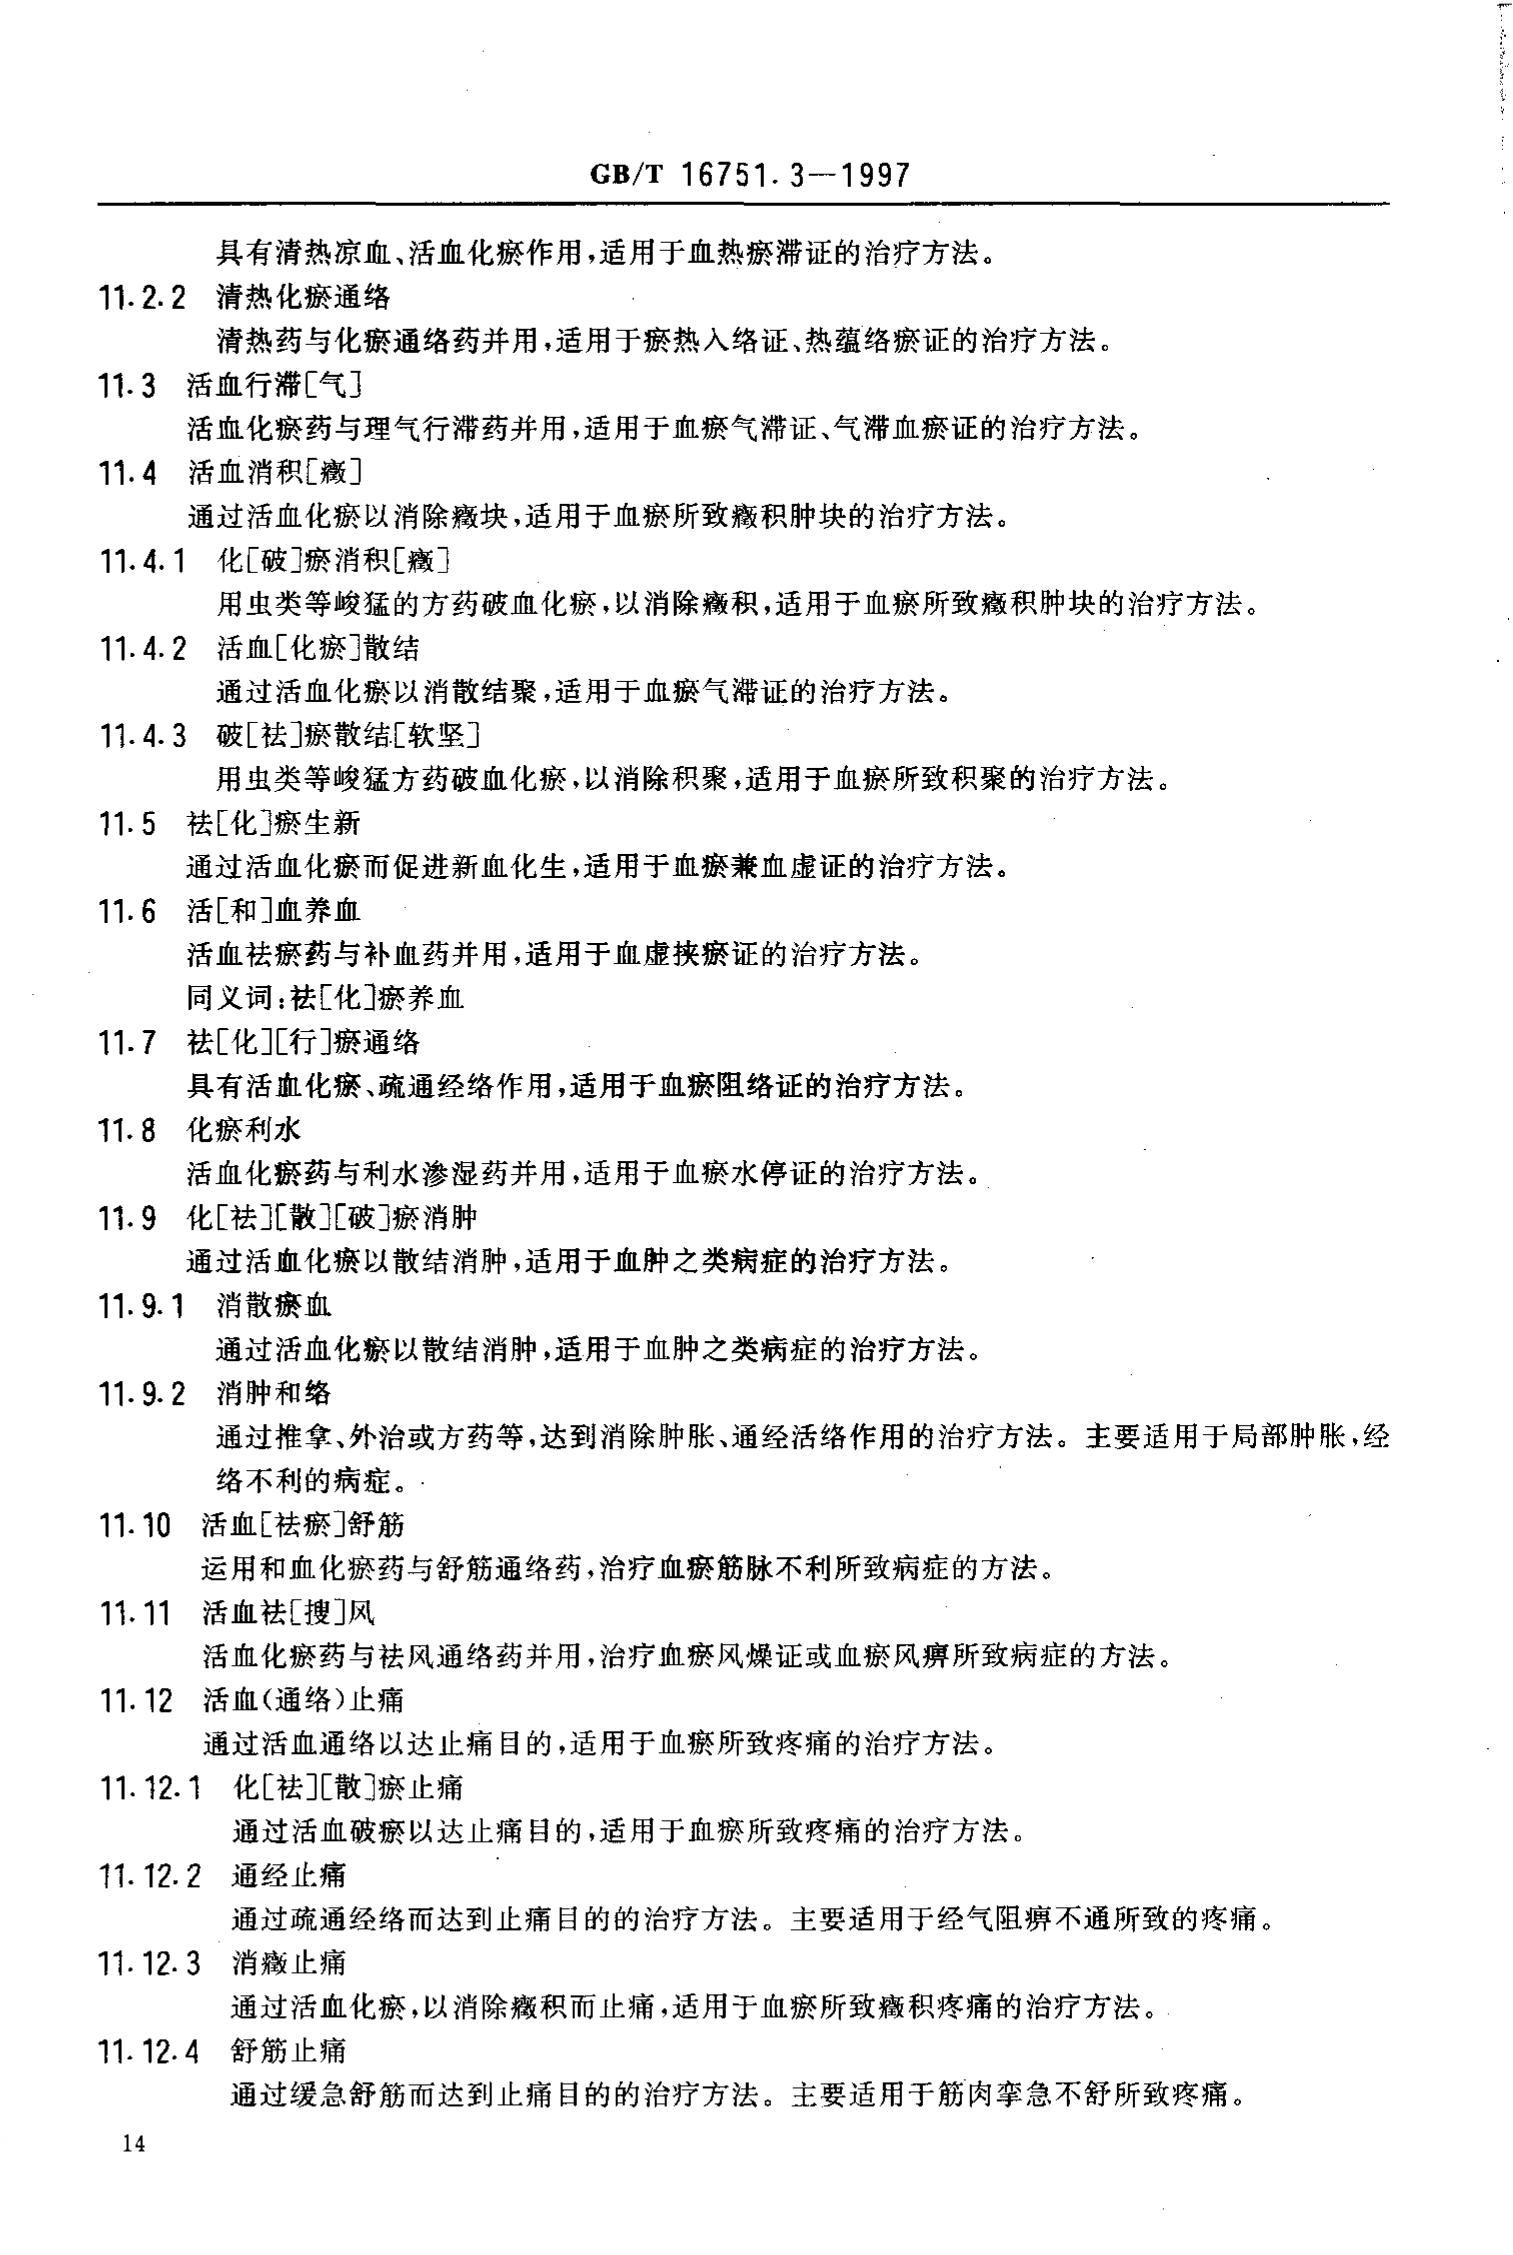 GB/T 16751.3—1997
具有清热凉血、活血化瘀作用,适用于血热瘀滞证的治疗方法。
11.2.2 清热化瘀通络
清热药与化瘀通络药并用,适用于瘀热入络证、热蕴络瘀证的治疗方法。
11.3 活血行滞[气]
活血化瘀药与理气行滞药并用,适用于血瘀气滞证、气滞血瘀证的治疗方法。
11.4 活血消积[癥]
通过活血化瘀以消除癥块,适用于血瘀所致癥积肿块的治疗方法。
11.4.1 化[破]瘀消积[癥]
用虫类等峻猛的方药破血化瘀,以消除癥积,适用于血瘀所致癥积肿块的治疗方法。
11.4.2 活血[化瘀]散结
通过活血化瘀以消散结聚,适用于血瘀气滞证的治疗方法。
11.4.3 破[祛]瘀散结[软坚]
用虫类等峻猛方药破血化瘀,以消除积聚,适用于血瘀所致积聚的治疗方法。
11.5 祛[化]瘀生新
通过活血化瘀而促进新血化生,适用于血瘀兼血虚证的治疗方法。
11.6 活[和]血养血
活血祛瘀药与补血药并用,适用于血虚挟瘀证的治疗方法。
同义词:祛[化]瘀养血
11.7 祛[化][行]瘀通络
具有活血化瘀、疏通经络作用,适用于血瘀阻络证的治疗方法。
11.8 化瘀利水
活血化瘀药与利水渗湿药并用,适用于血瘀水停证的治疗方法。
11.9 化[祛][散][破]瘀消肿
通过活血化瘀以散结消肿,适用于血肿之类病症的治疗方法。
11.9.1 消散瘀血
通过活血化瘀以散结消肿,适用于血肿之类病症的治疗方法。
11.9.2 消肿和络
通过推拿、外治或方药等,达到消除肿胀、通经活络作用的治疗方法。主要适用于局部肿胀,经
络不利的病症。
11.10 活血[祛瘀]舒筋
运用和血化瘀药与舒筋通络药,治疗血瘀筋脉不利所致病症的方法。
11.11 活血祛[搜]风
活血化瘀药与祛风通络药并用,治疗血瘀风燥证或血瘀风痹所致病症的方法。
11.12 活血(通络)止痛
通过活血通络以达止痛目的,适用于血瘀所致疼痛的治疗方法。
11.12.1 化[祛][散]瘀止痛
通过活血破瘀以达止痛目的,适用于血瘀所致疼痛的治疗方法。
11.12.2 通经止痛
通过疏通经络而达到止痛目的的治疗方法。主要适用于经气阻痹不通所致的疼痛。
11.12.3 消癥止痛
通过活血化瘀,以消除癥积而止痛,适用于血瘀所致癥积疼痛的治疗方法。
11.12.4 舒筋止痛
通过缓急舒筋而达到止痛目的的治疗方法。主要适用于筋肉挛急不舒所致疼痛。
14